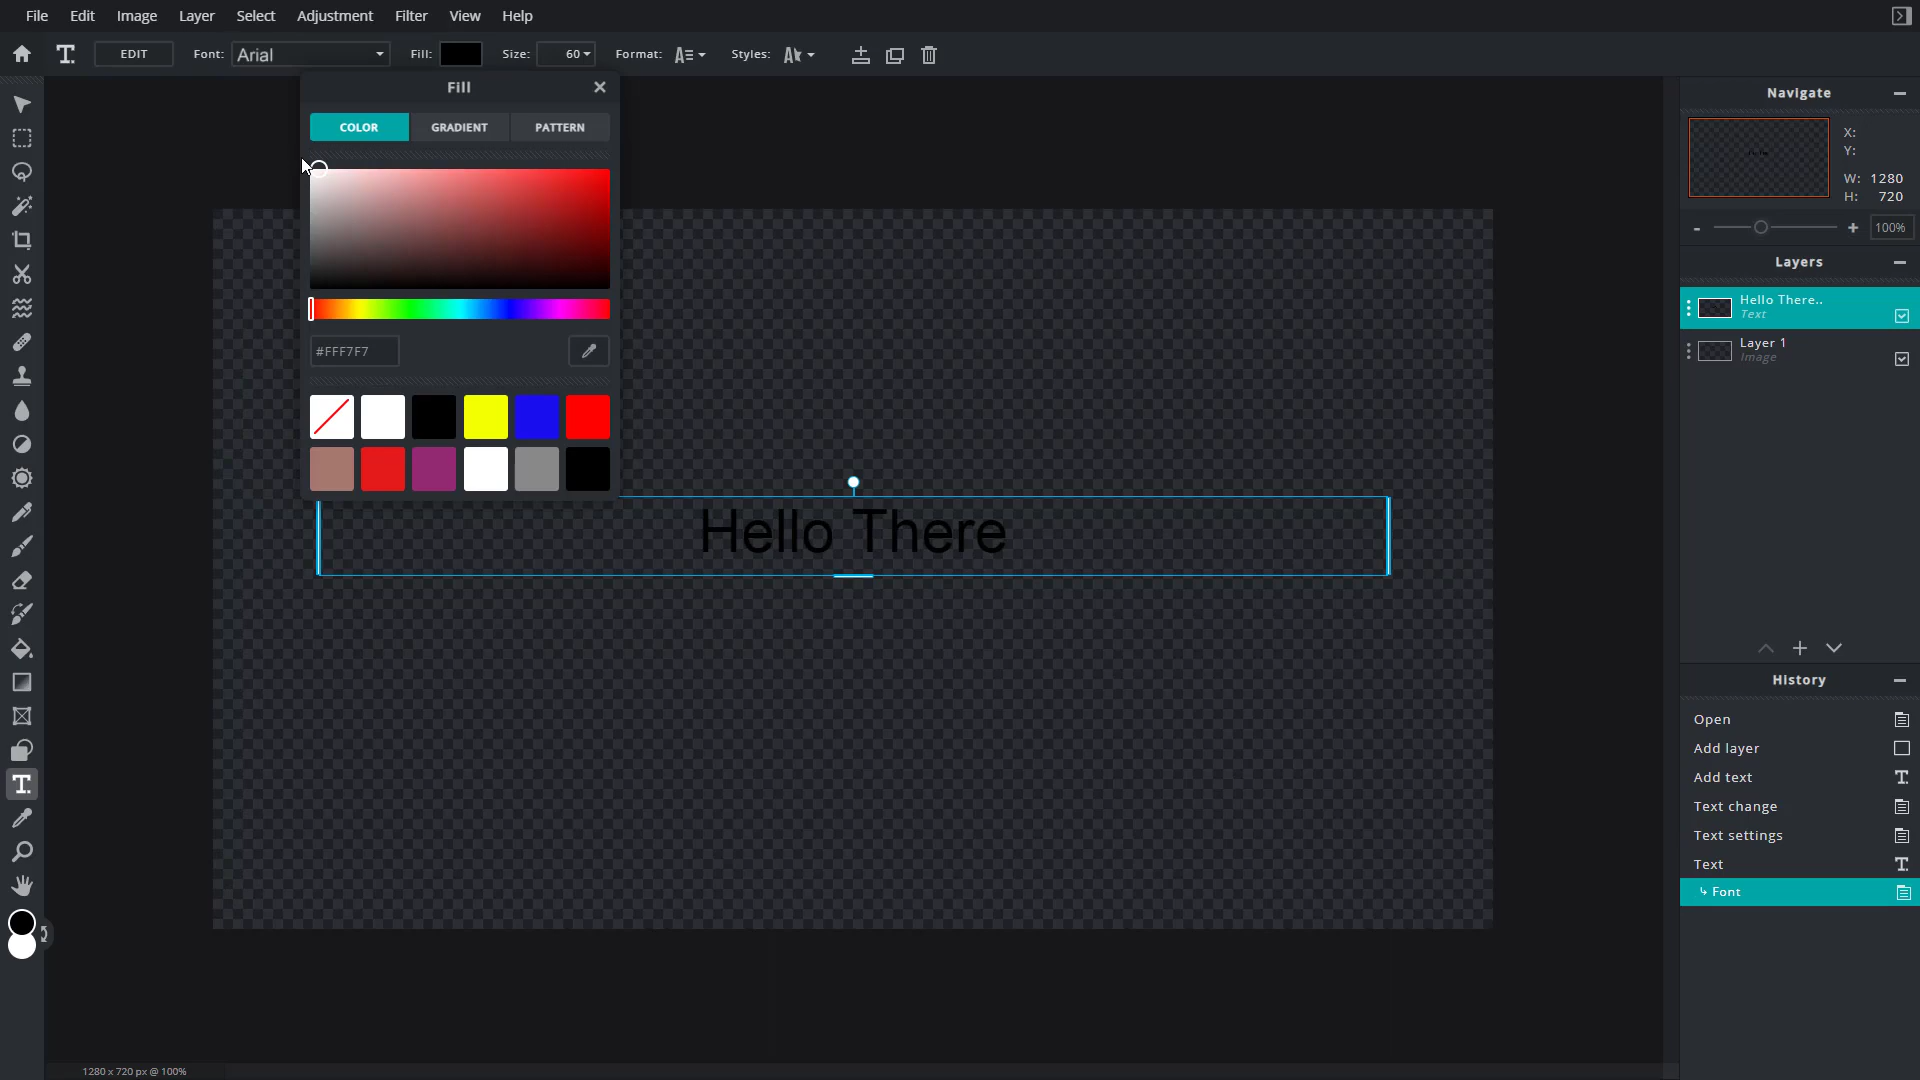 File Edit Image Layer Select Adjustment Filter View Help
EDIT Font: Arial Fill: Size: 60 Format: Styles:
Fill
COLOR GRADIENT PATTERN
#FFF7F7
Hello There
Navigate
X:
Y:
W: 1280
H: 720
- + 100%
Layers
Hello There..
Text
Layer 1
Image
History
Open
Add layer
Add text
Text change
Text settings
Text
Font
1280 x 720 px @ 100%